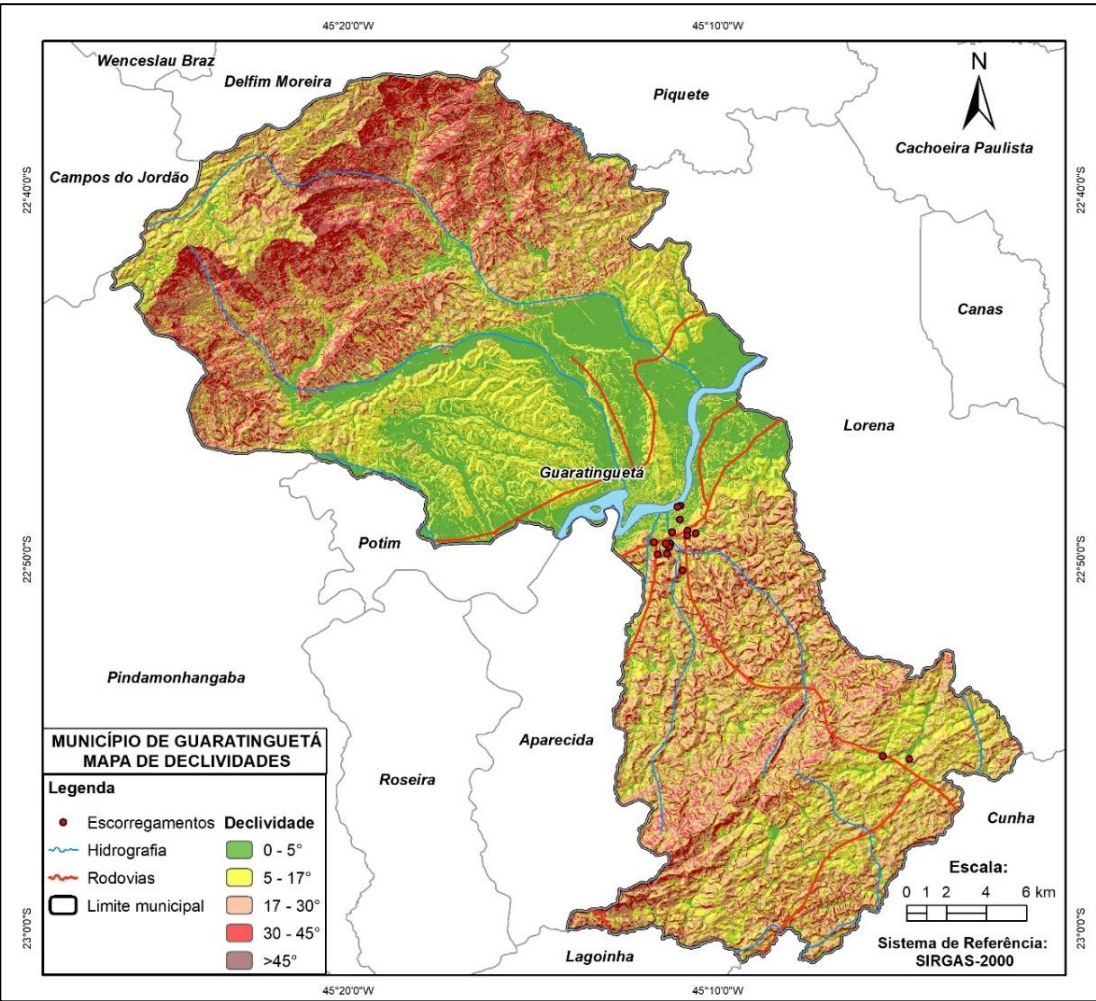 45°20'0"W
45°10'0"W
Wenceslau Braz
Delfim Moreira
Piquete
N
Cachoeira Paulista
Campos do Jordão
22°40'0"S
22°40'0"S
Canas
Lorena
Guaratinguetá
Potim
22°50'0"S
22°50'0"S
Pindamonhangaba
Aparecida
Roseira
Cunha
Lagoinha
MUNICÍPIO DE GUARATINGUETÁ
MAPA DE DECLIVIDADES
Legenda
Escorregamentos
Hidrografia
Rodovias
Limite municipal
Declividade
0 - 5°
5 - 17°
17 - 30°
30 - 45°
>45°
Escala:
0 1 2 4 6 km
Sistema de Referência:
SIRGAS-2000
23°0'0"S
23°0'0"S
45°20'0"W
45°10'0"W